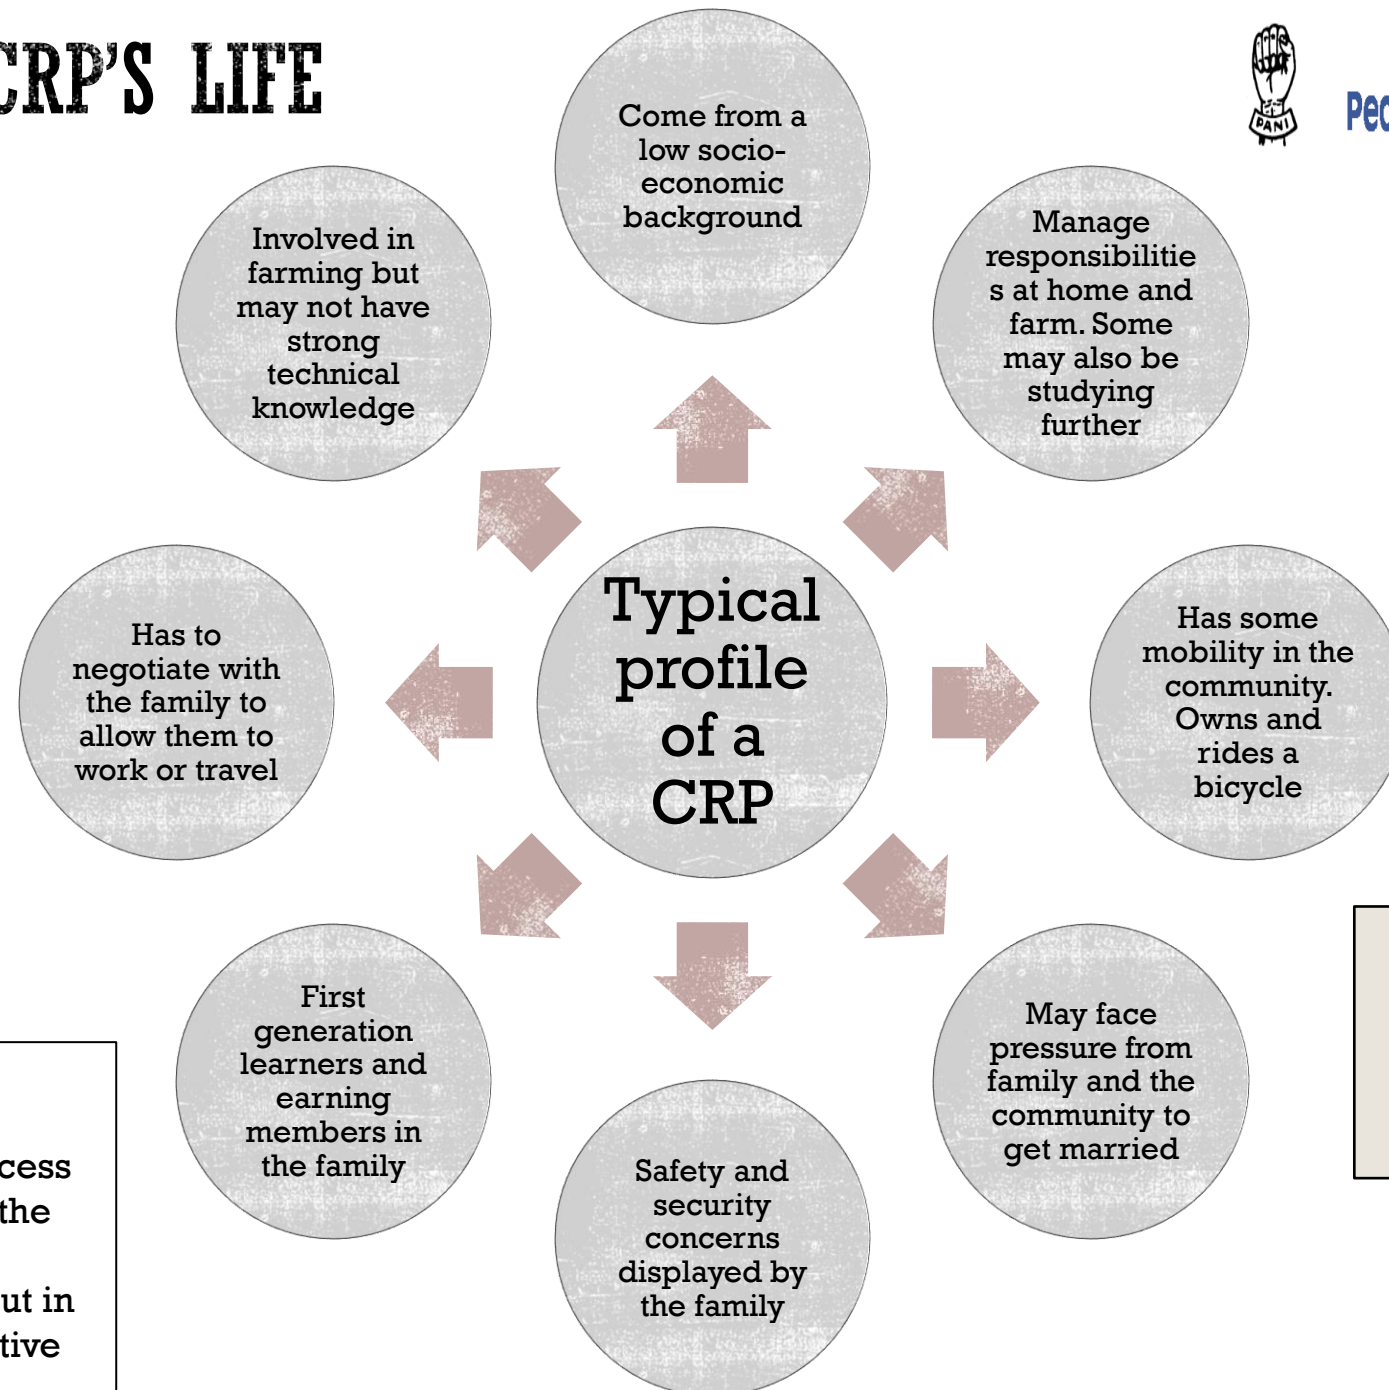 CRP'S LIFE
PANI
Come from a
low socio-
economic
background
Manage
responsibilitie
s at home and
farm. Some
may also be
studying
further
Has some
mobility in the
community.
Owns and
rides a
bicycle
May face
pressure from
family and the
community to
get married
Safety and
security
concerns
displayed by
the family
First
generation
learners and
earning
members in
the family
Has to
negotiate with
the family to
allow them to
work or travel
Involved in
farming but
may not have
strong
technical
knowledge
Typical
profile
of a
CRP
the
in